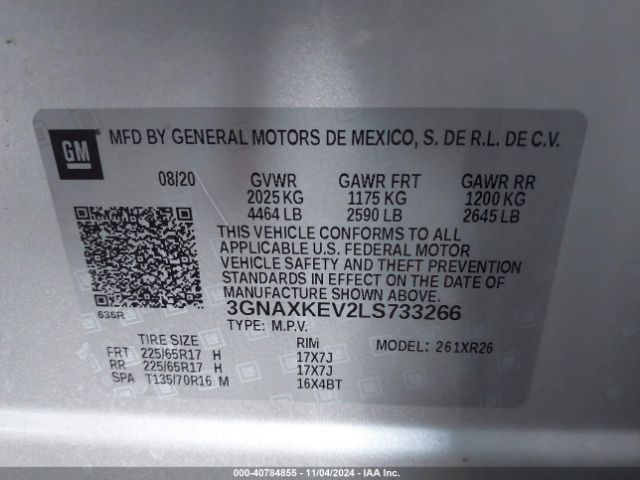 GM MFD BY GENERAL MOTORS DE MEXICO, S. DE R.L. DE C.V.
08/20 GVWR GAWR FRT GAWR RR
2025 KG 1175 KG 1200 KG
4464 LB 2590 LB 2645 LB
THIS VEHICLE CONFORMS TO ALL
APPLICABLE U.S. FEDERAL MOTOR
VEHICLE SAFETY AND THEFT PREVENTION
STANDARDS IN EFFECT ON THE DATE OF
MANUFACTURE SHOWN ABOVE.
635R 3GNAXKEV2LS733266
TYPE: M.P.V.
TIRE SIZE RIM MODEL: 261XR26
FRT 225/65R17 H 17X7J
RR 225/65R17 H 17X7J
SPA T135/70R16 M 16X4BT
© - 40784855 - 11/04/2024 - IAA Inc.